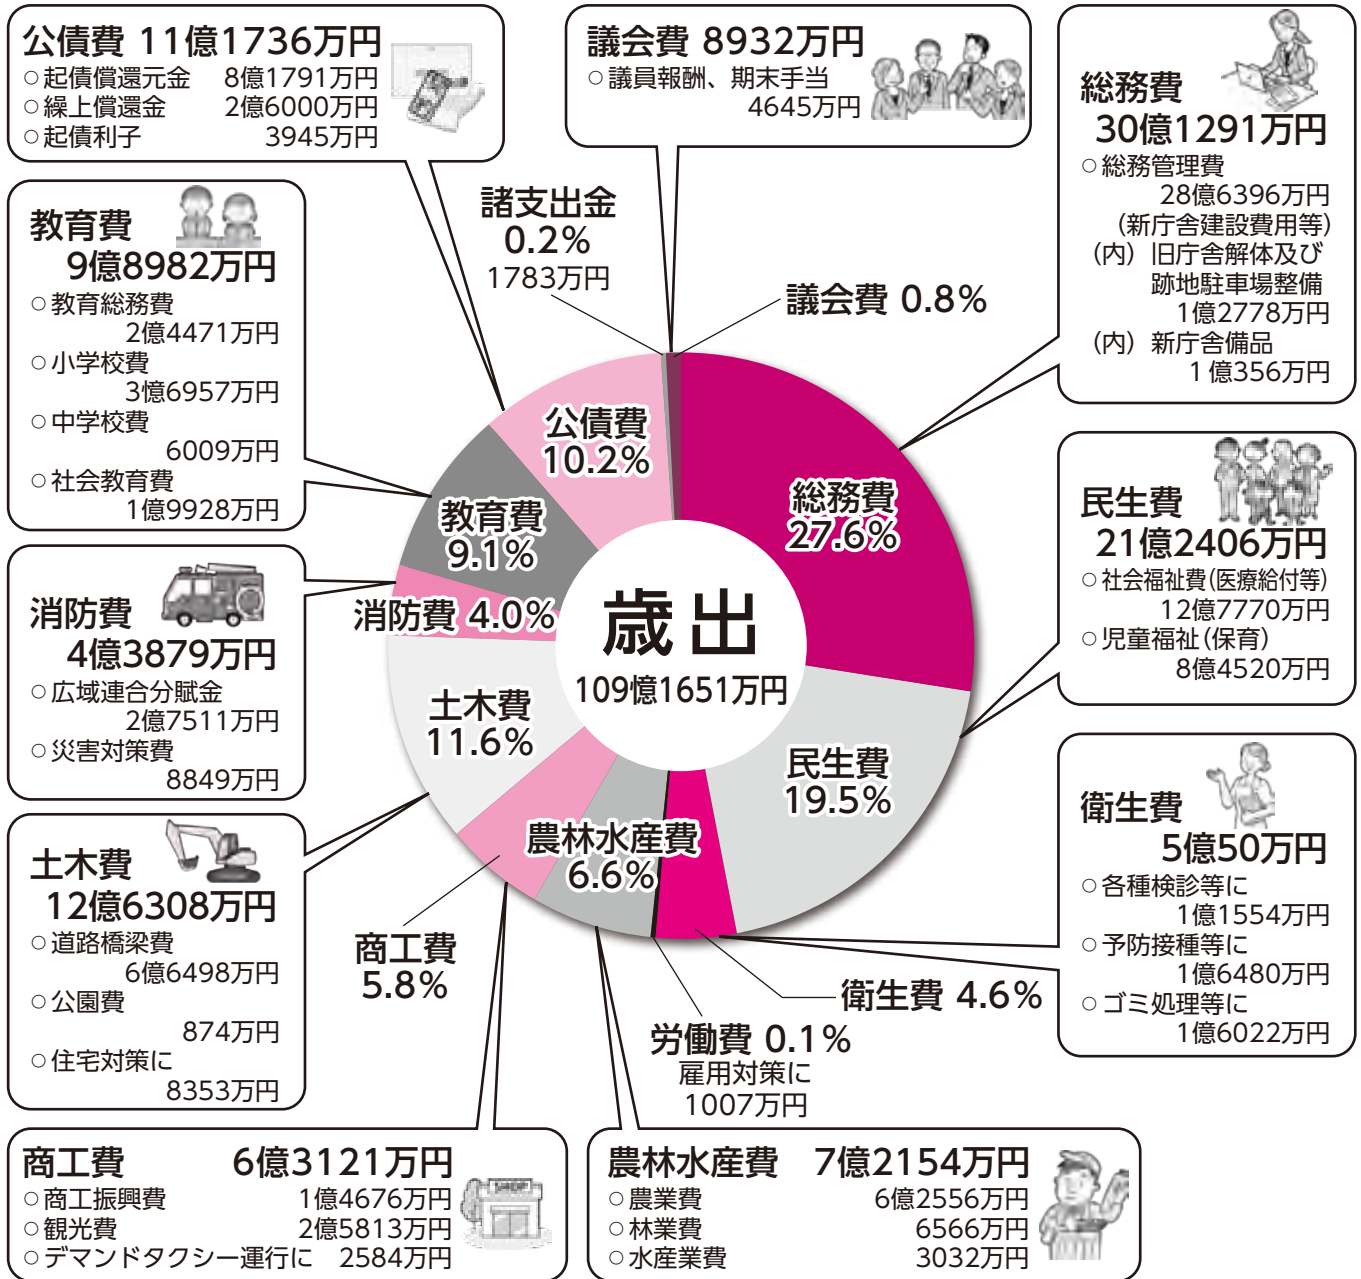 公債費 11億1736万円
○起債償還元金 8億1791万円
○繰上償還金 2億6000万円
○起債利子 3945万円
議会費 8932万円
○議員報酬、期末手当
4645万円
総務費
30億1291万円
○総務管理費
28億6396万円
(新庁舎建設費用等)
(内) 旧庁舎解体及び
跡地駐車場整備
1億2778万円
(内) 新庁舎備品
1億356万円
教育費
9億8982万円
○教育総務費
2億4471万円
○小学校費
3億6957万円
○中学校費
6009万円
○社会教育費
1億9928万円
諸支出金
0.2%
1783万円
議会費 0.8%
公債費
10.2%
総務費
27.6%
教育費
9.1%
消防費 4.0%
歳出
109億1651万円
土木費
11.6%
民生費
19.5%
農林水産費
6.6%
商工費
5.8%
衛生費 4.6%
労働費 0.1%
雇用対策に
1007万円
民生費
21億2406万円
○社会福祉費(医療給付等)
12億7770万円
○児童福祉(保育)
8億4520万円
消防費
4億3879万円
○広域連合分賦金
2億7511万円
○災害対策費
8849万円
衛生費
5億50万円
○各種検診等に
1億1554万円
○予防接種等に
1億6480万円
○ゴミ処理等に
1億6022万円
土木費
12億6308万円
○道路橋梁費
6億6498万円
○公園費
874万円
○住宅対策に
8353万円
商工費 6億3121万円
○商工振興費 1億4676万円
○観光費 2億5813万円
○デマンドタクシー運行に 2584万円
SHOP
農林水産費 7億2154万円
○農業費 6億2556万円
○林業費 6566万円
○水産業費 3032万円